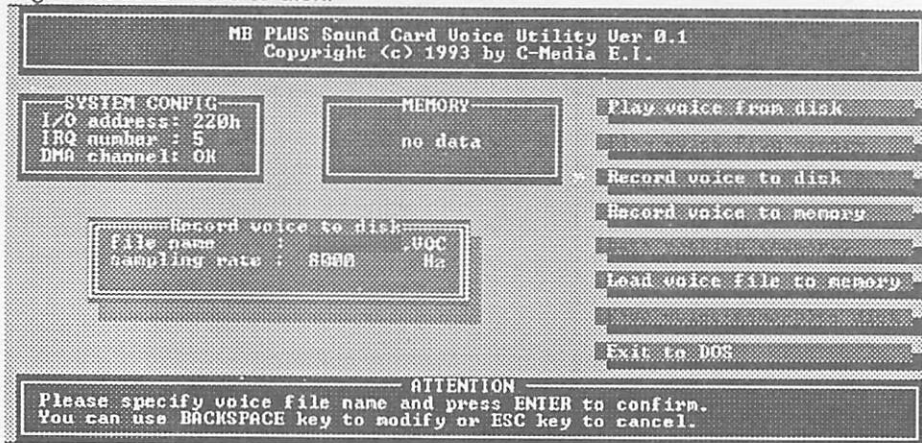 MB PLUS Sound Card Voice Utility Ver 0.1
Copyright (c) 1993 by C-Media E.I.
SYSTEM CONFIG
I/O address: 220h
IRQ number : 5
DMA channel: OK
MEMORY
no data
Play voice from disk
» Record voice to disk
Record voice to memory
Load voice file to memory
Exit to DOS
Record voice to disk
file name : .VOC
sampling rate : 8000 Hz
ATTENTION
Please specify voice file name and press ENTER to confirm.
You can use BACKSPACE key to modify or ESC key to cancel.